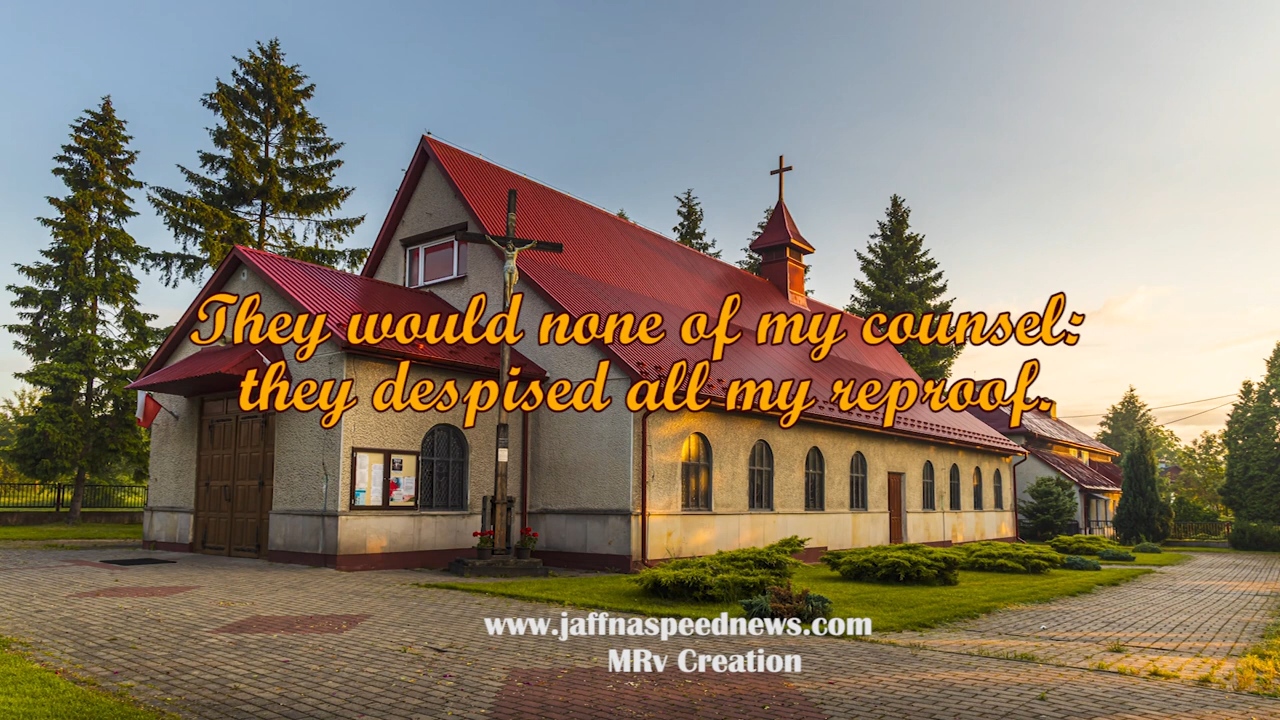 They would none of my counsel:
they despised all my reproof.
www.jaffnaspeednews.com
MRv Creation